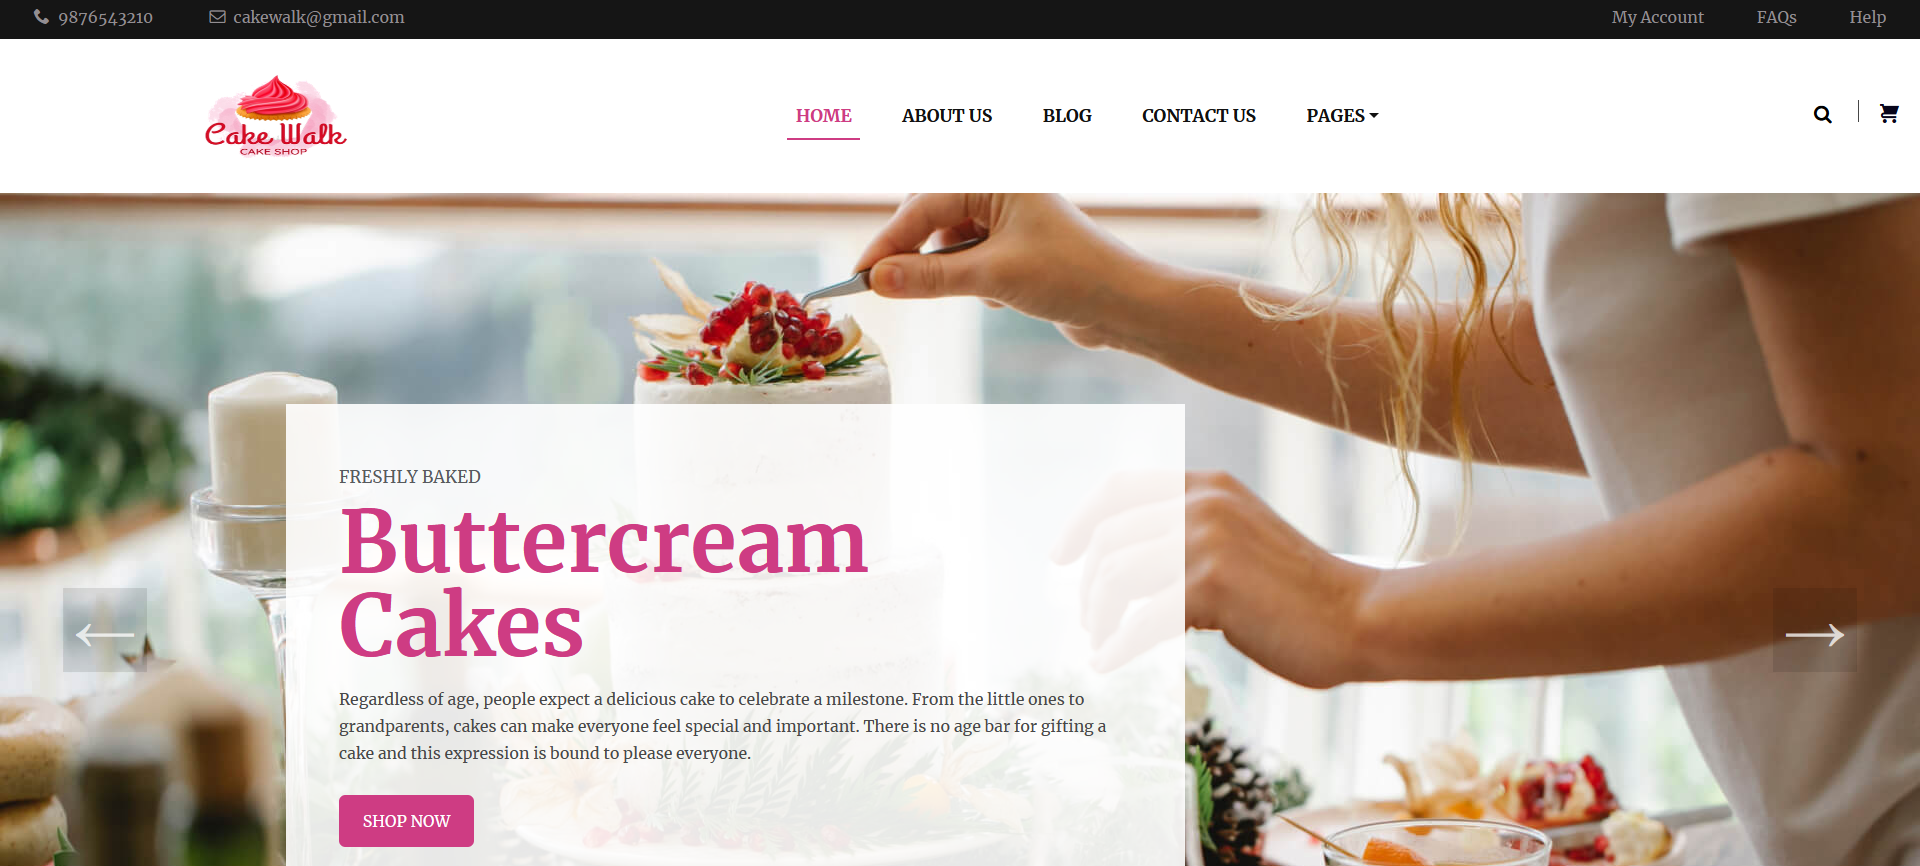 9876543210 cakewalk@gmail.com My Account FAQs Help
Cake Walk
CAKE SHOP
HOME ABOUT US BLOG CONTACT US PAGES
FRESHLY BAKED
Buttercream
Cakes
Regardless of age, people expect a delicious cake to celebrate a milestone. From the little ones to
grandparents, cakes can make everyone feel special and important. There is no age bar for gifting a
cake and this expression is bound to please everyone.
SHOP NOW